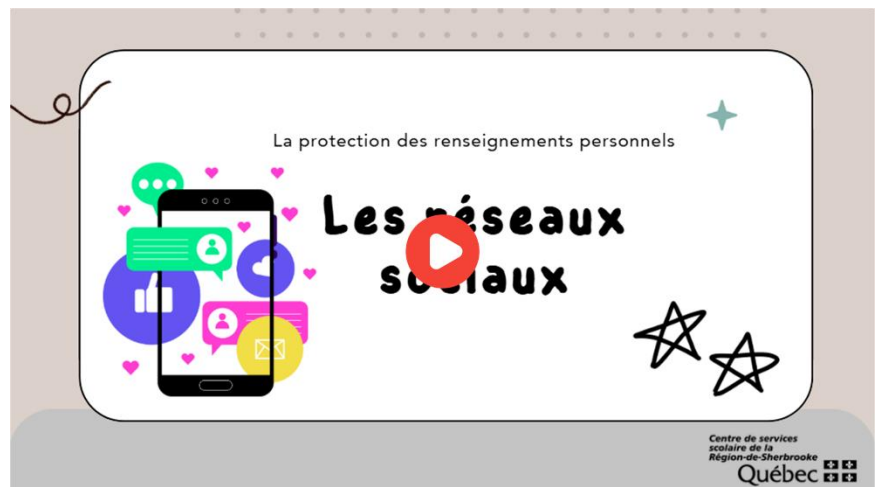 La protection des renseignements personnels
Les réseaux
sociaux
Centre de services
scolaire de la
Région-de-Sherbrooke
Québec